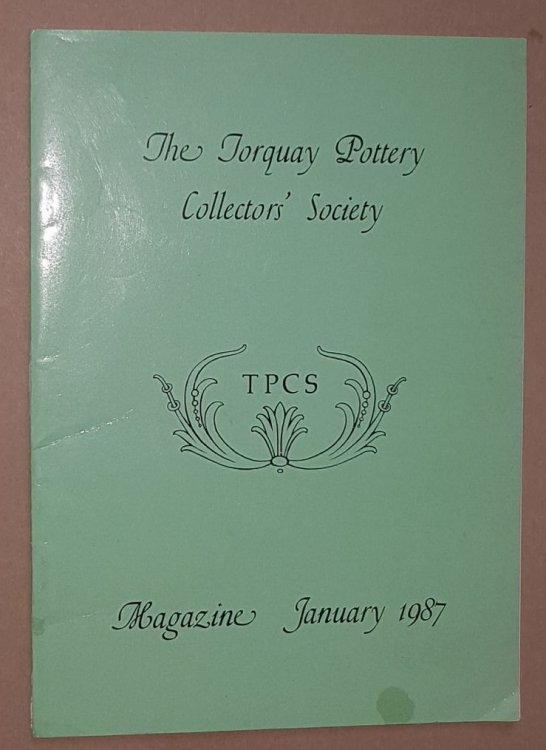 The Torquay Pottery
Collectors' Society
TPCS
Magazine January 1987